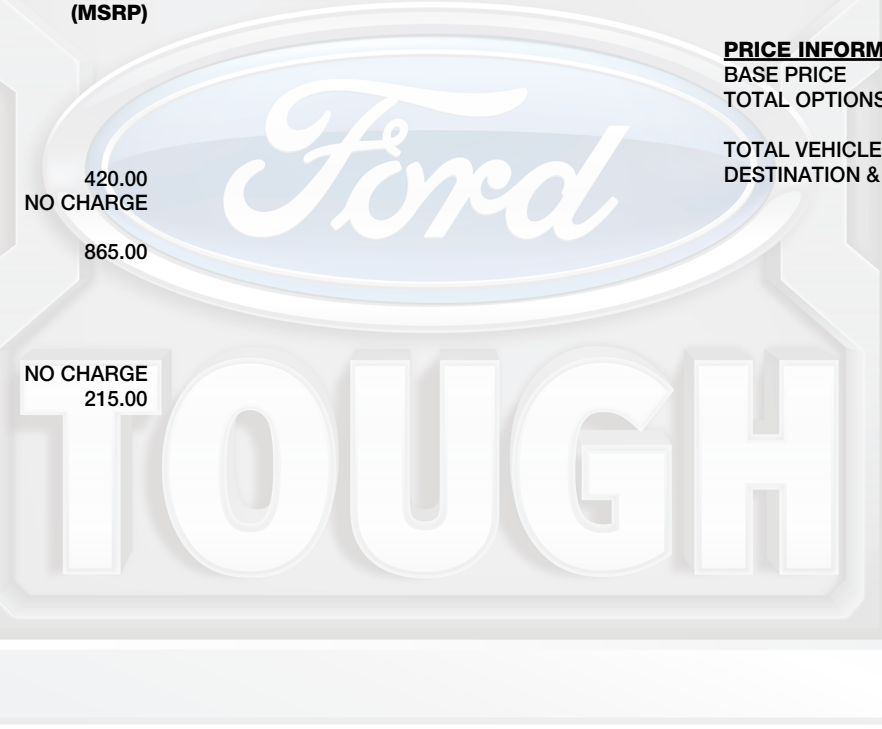 (MSRP)
420.00
NO CHARGE
865.00
NO CHARGE
215.00
PRICE
BASE PRICE
TOTAL OPTIONS
TOTAL VEHICLE
DESTINATION &
Ford
TOUGH